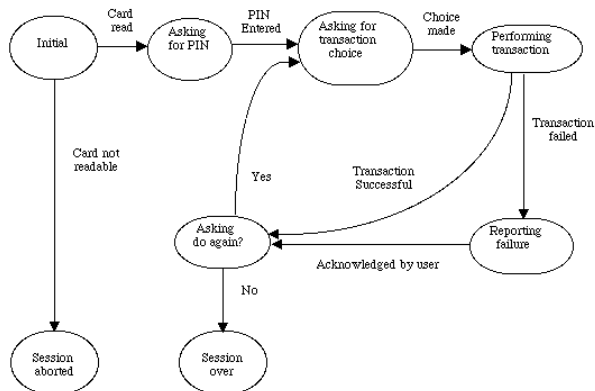 Card
read
PIN
Entered
Choice
made
Initial
Asking
for PIN
Asking for
transaction
choice
Performing
transaction
Card not
readable
Yes
Transaction
Successful
Transaction
failed
Asking
do again?
Reporting
failure
Acknowledged by user
No
Session
aborted
Session
over